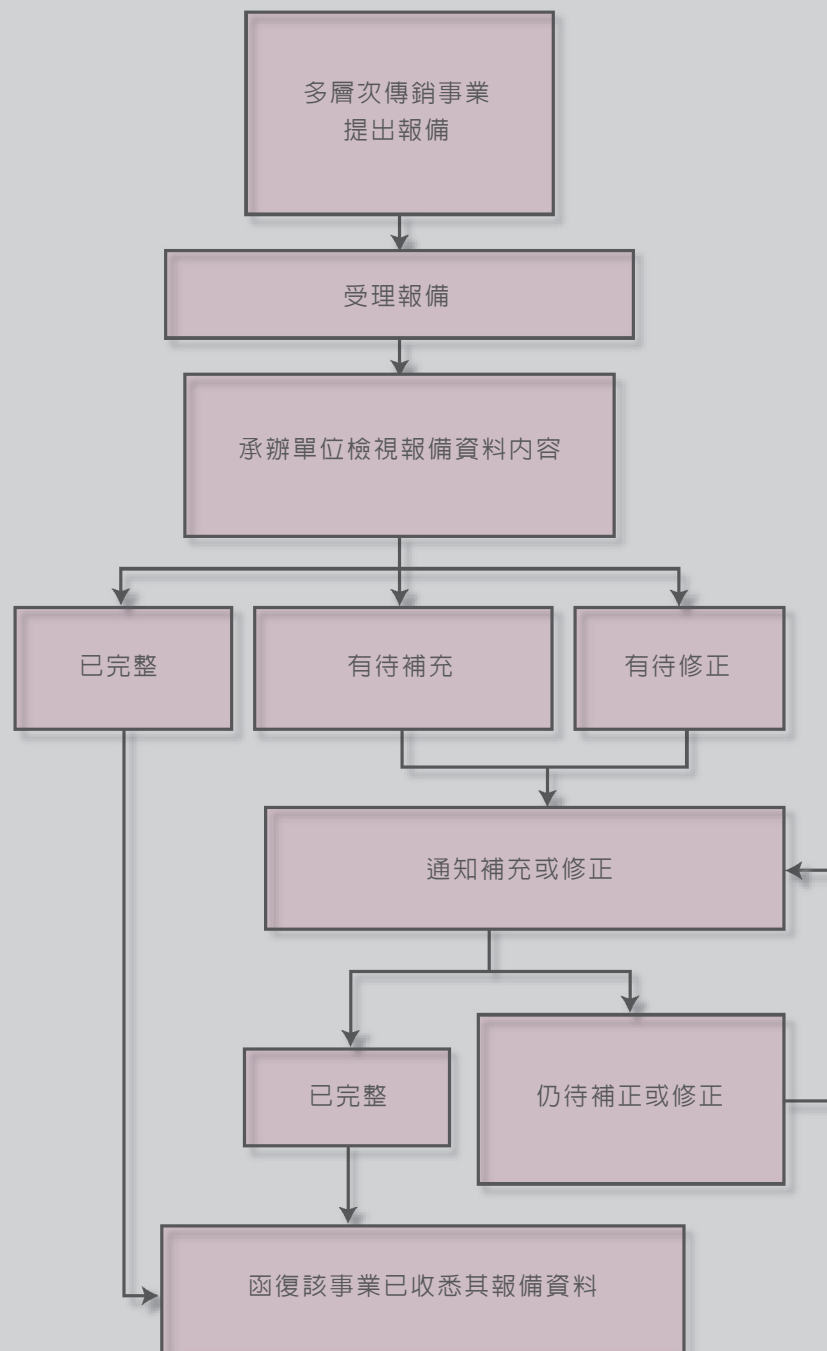 多層次傳銷事業
提出報備
受理報備
承辦單位檢視報備資料内容
已完整
有待補充
有待修正
通知補充或修正
已完整
仍待補正或修正
函復該事業已收悉其報備資料